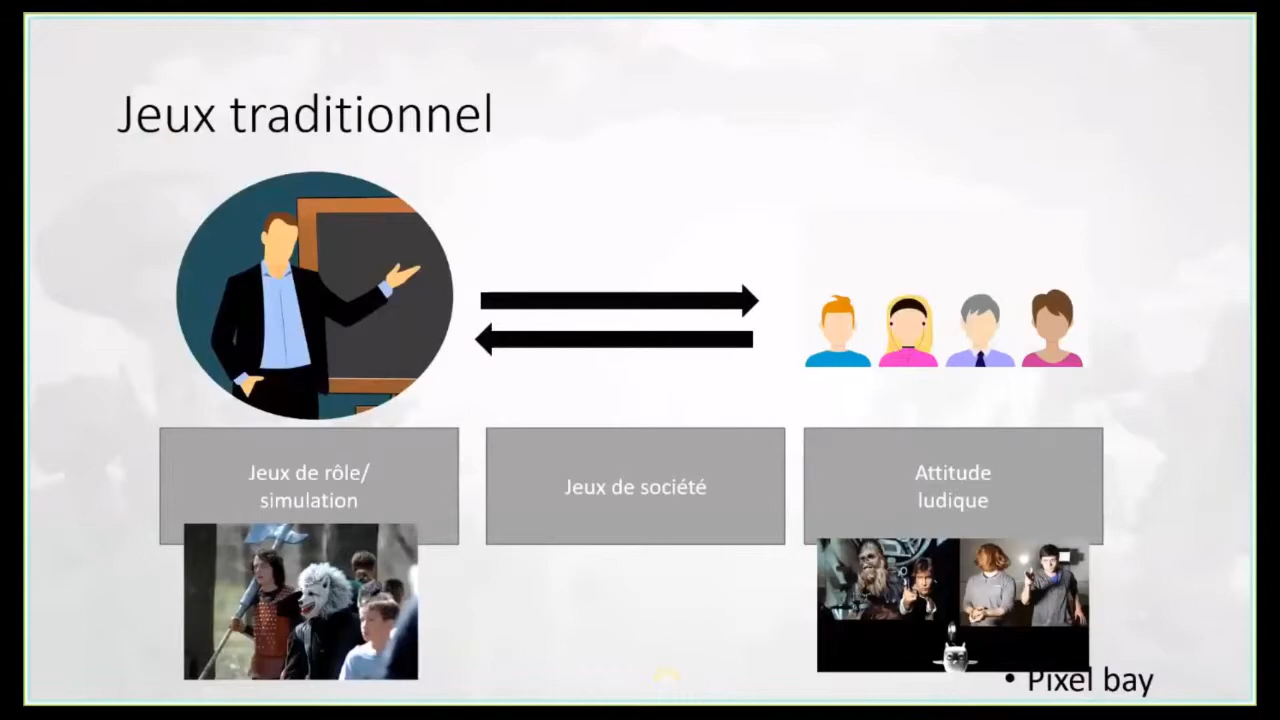 Jeux traditionnel
Jeux de rôle/
simulation
Jeux de société
Attitude
ludique
• Pixel bay